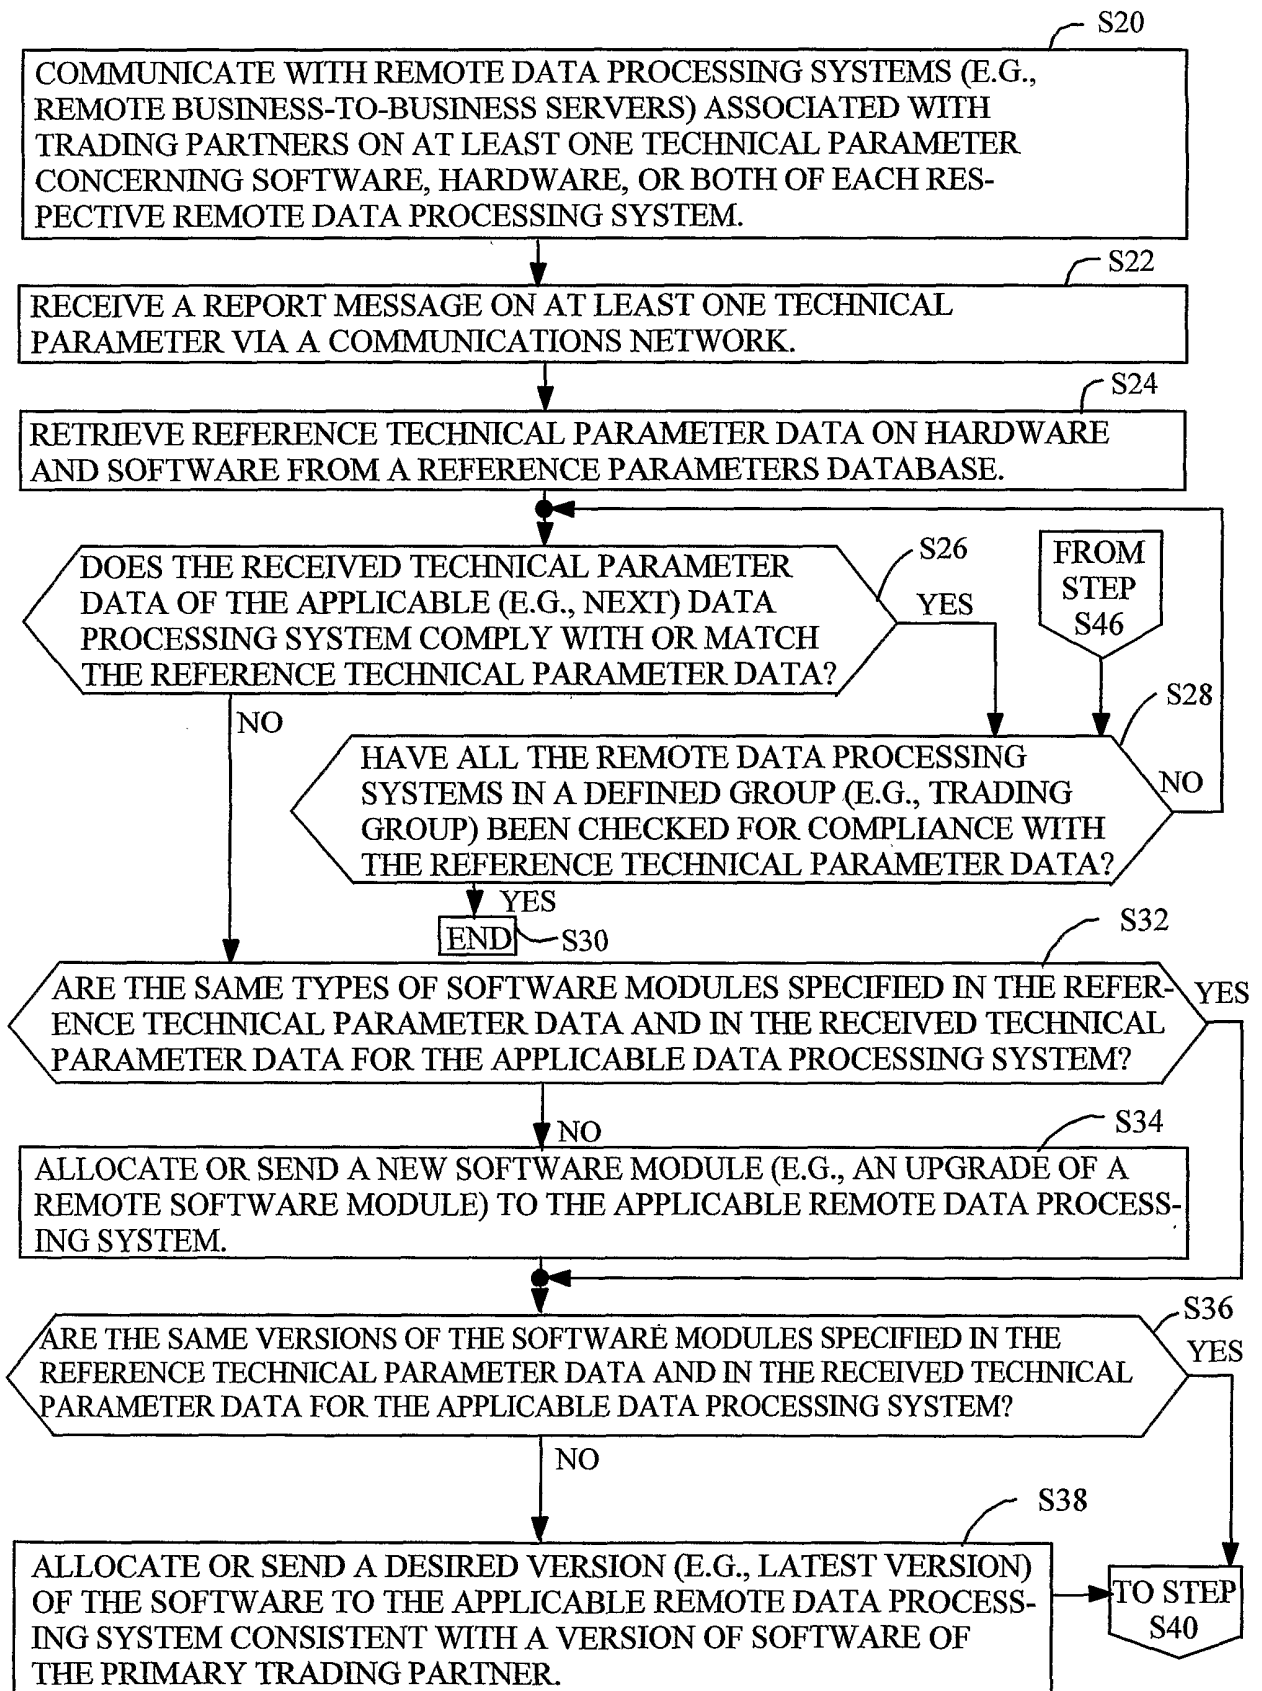 S20
COMMUNICATE WITH REMOTE DATA PROCESSING SYSTEMS (E.G.,
REMOTE BUSINESS-TO-BUSINESS SERVERS) ASSOCIATED WITH
TRADING PARTNERS ON AT LEAST ONE TECHNICAL PARAMETER
CONCERNING SOFTWARE, HARDWARE, OR BOTH OF EACH RES-
PECTIVE REMOTE DATA PROCESSING SYSTEM.
S22
RECEIVE A REPORT MESSAGE ON AT LEAST ONE TECHNICAL
PARAMETER VIA A COMMUNICATIONS NETWORK.
S24
RETRIEVE REFERENCE TECHNICAL PARAMETER DATA ON HARDWARE
AND SOFTWARE FROM A REFERENCE PARAMETERS DATABASE.
S26
DOES THE RECEIVED TECHNICAL PARAMETER
DATA OF THE APPLICABLE (E.G., NEXT) DATA
PROCESSING SYSTEM COMPLY WITH OR MATCH
THE REFERENCE TECHNICAL PARAMETER DATA?
YES
FROM
STEP
S46
NO
S28
HAVE ALL THE REMOTE DATA PROCESSING
SYSTEMS IN A DEFINED GROUP (E.G., TRADING
GROUP) BEEN CHECKED FOR COMPLIANCE WITH
THE REFERENCE TECHNICAL PARAMETER DATA?
NO
YES
END
S30
S32
ARE THE SAME TYPES OF SOFTWARE MODULES SPECIFIED IN THE REFER-
ENCE TECHNICAL PARAMETER DATA AND IN THE RECEIVED TECHNICAL
PARAMETER DATA FOR THE APPLICABLE DATA PROCESSING SYSTEM?
YES
NO
S34
ALLOCATE OR SEND A NEW SOFTWARE MODULE (E.G., AN UPGRADE OF A
REMOTE SOFTWARE MODULE) TO THE APPLICABLE REMOTE DATA PROCESS-
ING SYSTEM.
S36
ARE THE SAME VERSIONS OF THE SOFTWARE MODULES SPECIFIED IN THE
REFERENCE TECHNICAL PARAMETER DATA AND IN THE RECEIVED TECHNICAL
PARAMETER DATA FOR THE APPLICABLE DATA PROCESSING SYSTEM?
YES
NO
S38
ALLOCATE OR SEND A DESIRED VERSION (E.G., LATEST VERSION)
OF THE SOFTWARE TO THE APPLICABLE REMOTE DATA PROCESS-
ING SYSTEM CONSISTENT WITH A VERSION OF SOFTWARE OF
THE PRIMARY TRADING PARTNER.
TO STEP
S40